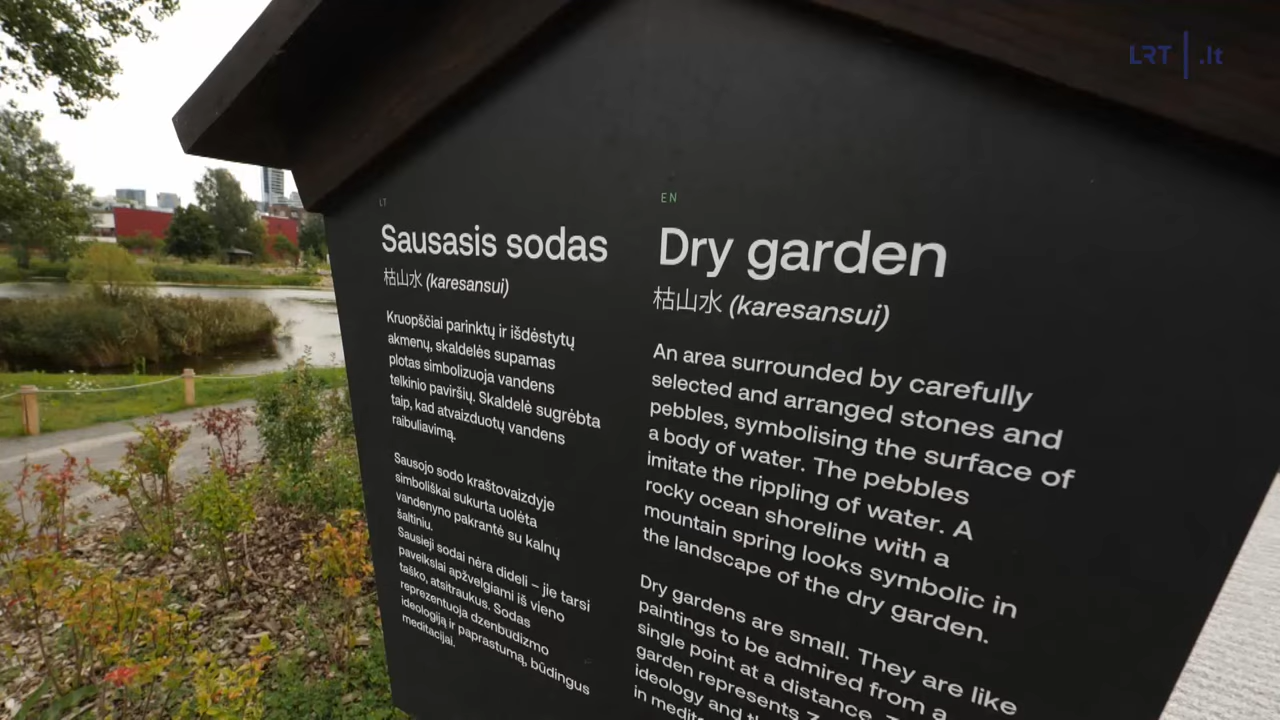 LRT | .lt
LT
Sausasis sodas
枯山水 (karesansui)
Kruopščiai parinktų ir išdėstytų
akmenų, skaldelės supamas
plotas simbolizuoja vandens
telkinio paviršių. Skaldelė sugrėbta
taip, kad atvaizduotų vandens
raibuliavimą.
Sausojo sodo kraštovaizdyje
simboliškai sukurta uolėta
vandenyno pakrantė su kalnų
šaltiniu.
Sausieji sodai nėra dideli – jie tarsi
paveikslai apžvelgiami iš vieno
taško, atsitraukus. Sodas
reprezentuoja dzenbudizmo
ideologiją ir paprastumą, būdingus
meditacijai.
EN
Dry garden
枯山水 (karesansui)
An area surrounded by carefully
selected and arranged stones and
pebbles, symbolising the surface of
a body of water. The pebbles
imitate the rippling of water. A
rocky ocean shoreline with a
mountain spring looks symbolic in
the landscape of the dry garden.
Dry gardens are small. They are like
paintings to be admired from a
single point at a distance.
garden represents
ideology and
in